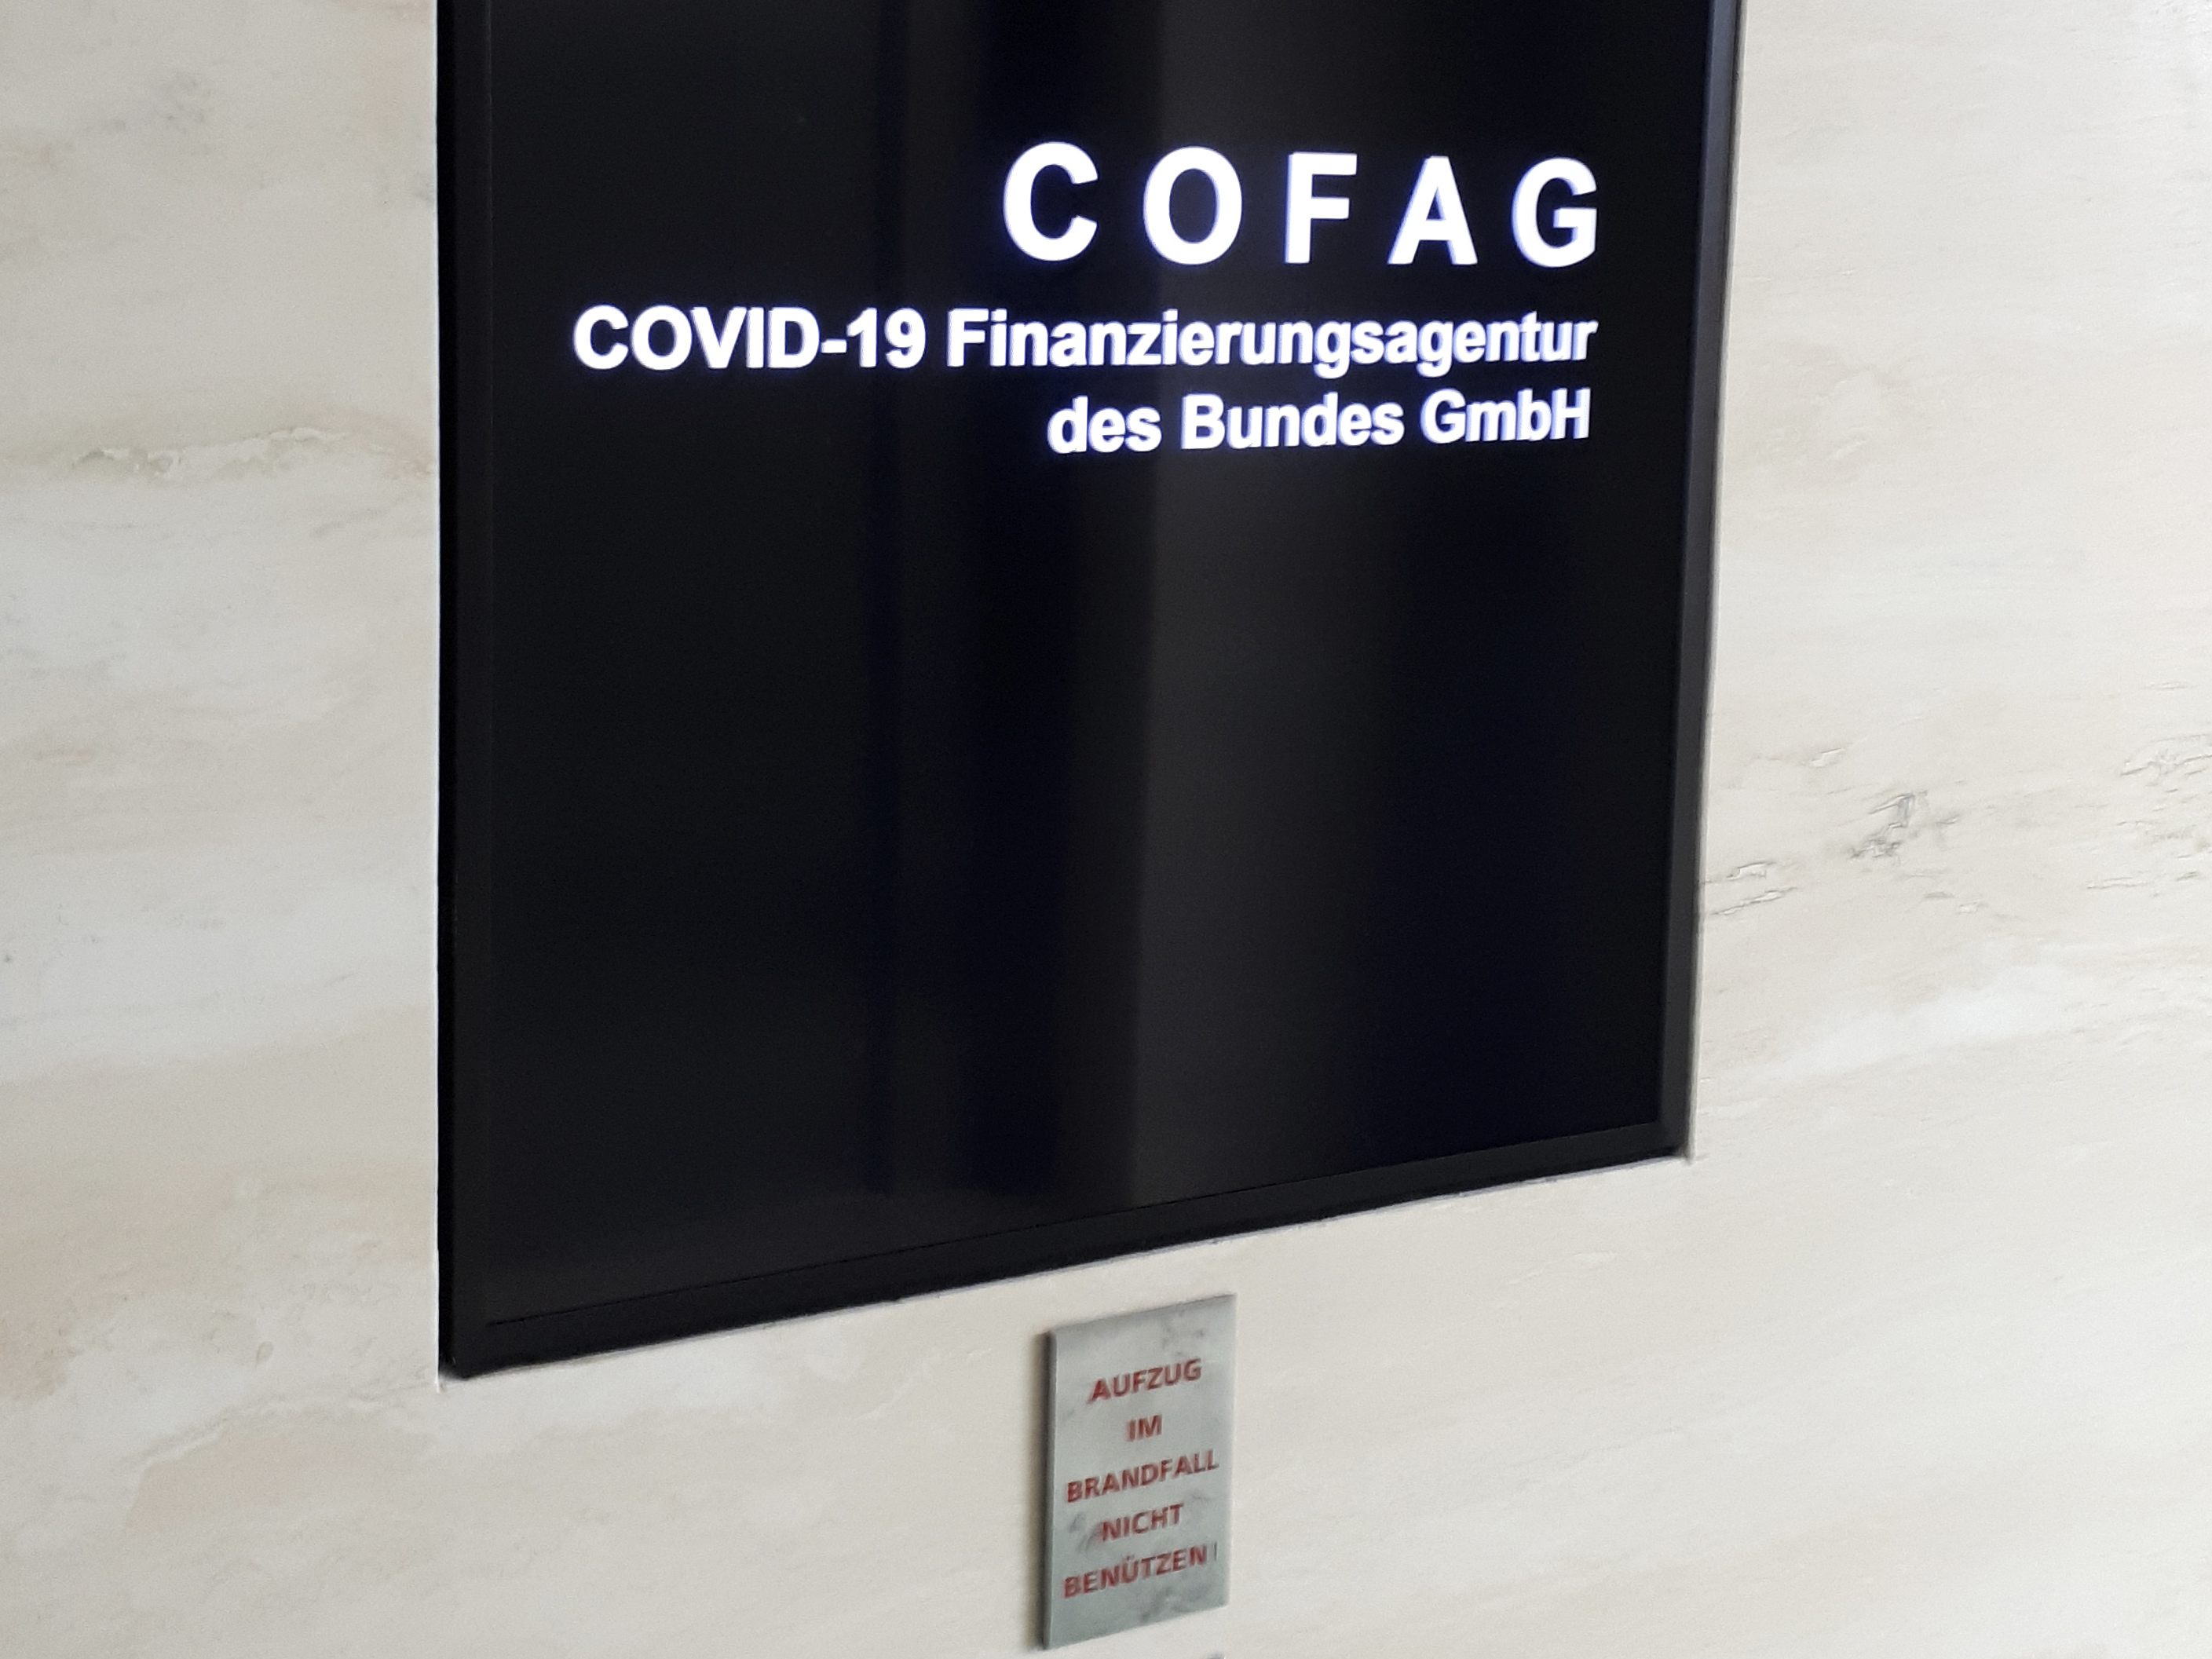 COFAG
COVID-19 Finanzierungsagentur
des Bundes GmbH
AUFZUG
IM
BRANDFALL
NICHT
BENÜTZEN!